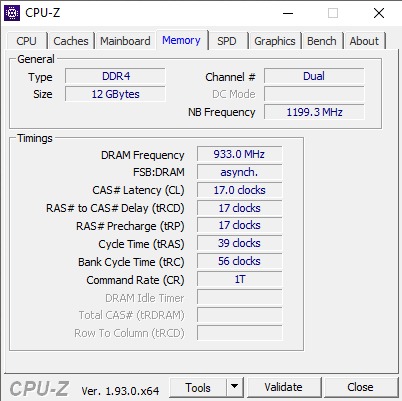 CPU-Z
CPU Caches Mainboard Memory SPD Graphics Bench About
General
Type DDR4 Channel # Dual
Size 12 GBytes DC Mode
NB Frequency 1199.3 MHz
Timings
DRAM Frequency 933.0 MHz
FSB:DRAM asynch.
CAS# Latency (CL) 17.0 clocks
RAS# to CAS# Delay (tRCD) 17 clocks
RAS# Precharge (tRP) 17 clocks
Cycle Time (tRAS) 39 clocks
Bank Cycle Time (tRC) 56 clocks
Command Rate (CR) 1T
DRAM Idle Timer
Total CAS# (tRDRAM)
Row To Column (tRCD)
CPU-Z Ver. 1.93.0.x64 Tools Validate Close